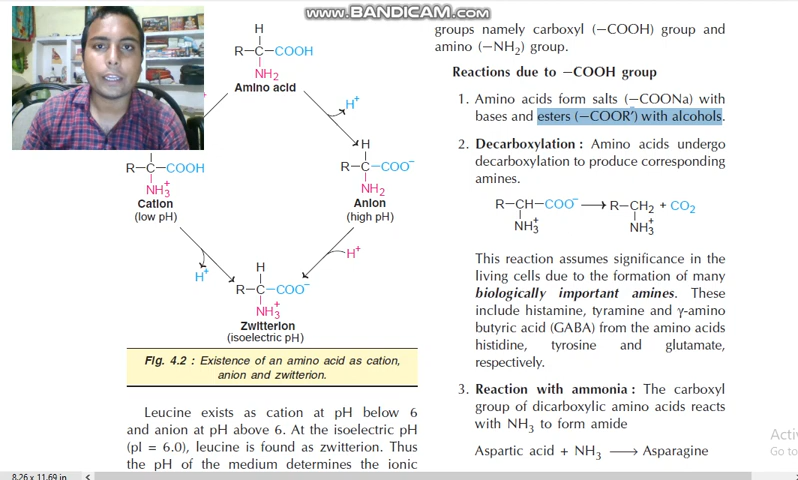 www.BANDICAM.com
H
R–C–COOH
NH2
Amino acid
H+
R–C–COOH
NH3+
Cation
(low pH)
H
R–C–COO−
NH2
Anion
(high pH)
H+
H+
H
R–C–COO−
NH3+
Zwitterion
(isoelectric pH)
Fig. 4.2 : Existence of an amino acid as cation,
anion and zwitterion.
Leucine exists as cation at pH below 6
and anion at pH above 6. At the isoelectric pH
(pI = 6.0), leucine is found as zwitterion. Thus
the pH of the medium determines the ionic
groups namely carboxyl (−COOH) group and
amino (−NH2) group.
Reactions due to −COOH group
1. Amino acids form salts (−COONa) with
bases and esters (−COOR′) with alcohols.
2. Decarboxylation : Amino acids undergo
decarboxylation to produce corresponding
amines.
R–CH–COO− ⟶ R–CH2 + CO2
NH3+ NH3+
This reaction assumes significance in the
living cells due to the formation of many
biologically important amines. These
include histamine, tyramine and γ-amino
butyric acid (GABA) from the amino acids
histidine, tyrosine and glutamate,
respectively.
3. Reaction with ammonia : The carboxyl
group of dicarboxylic amino acids reacts
with NH3 to form amide
Aspartic acid + NH3 ⟶ Asparagine
Go to
8.26 x 11.69 in